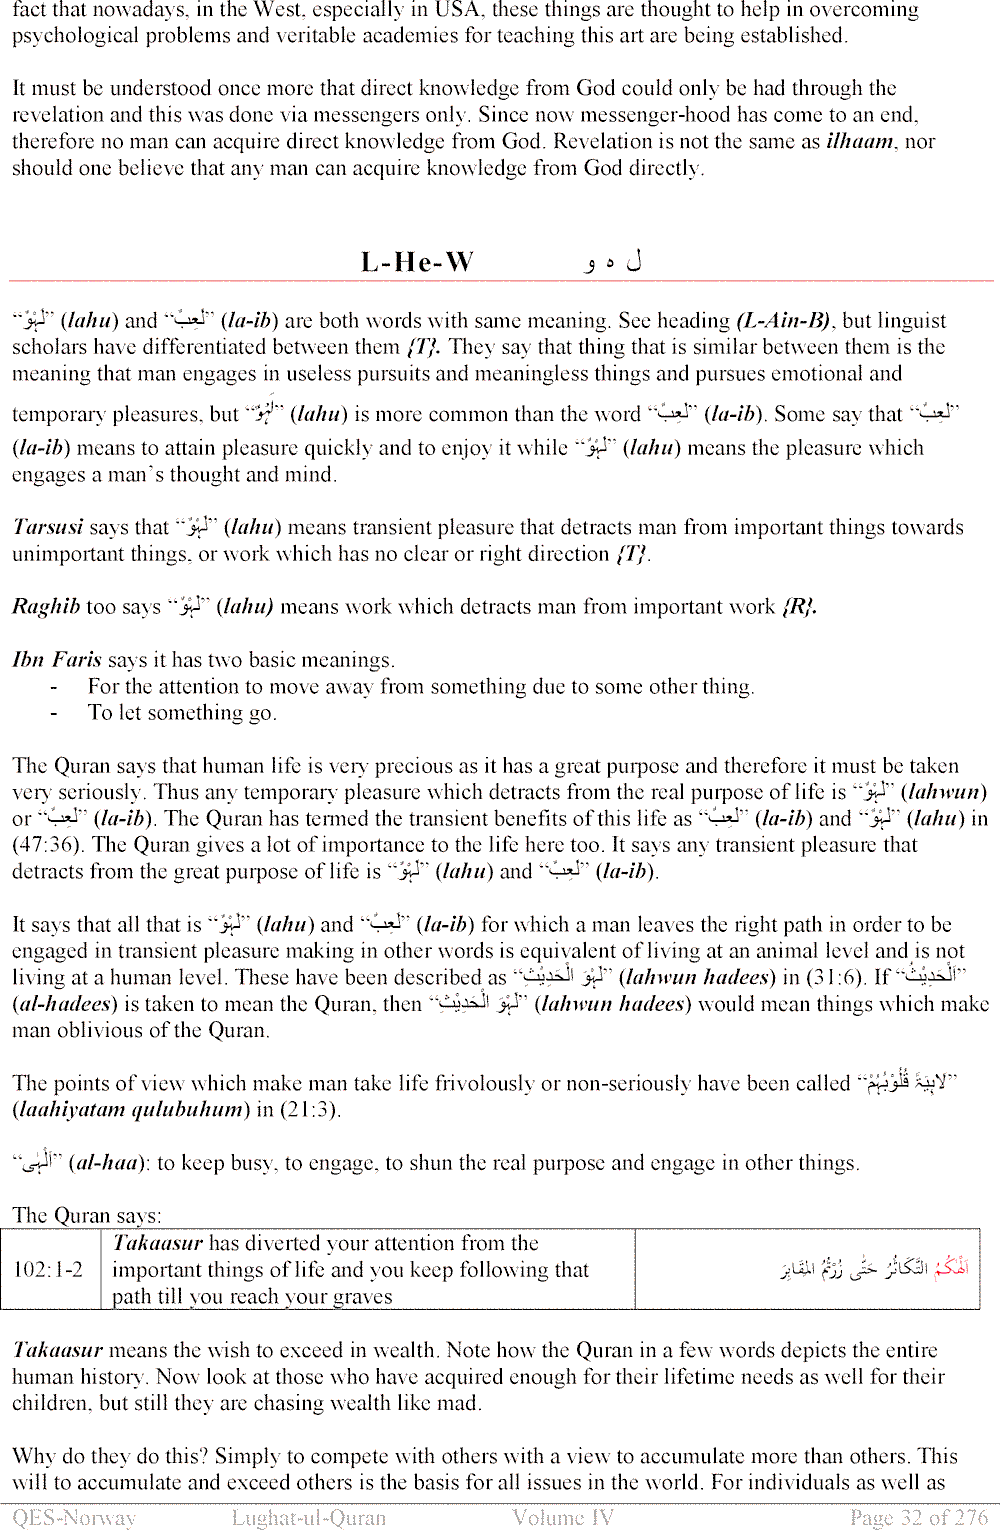 fact that nowadays, in the West, especially in USA, these things are thought to help in overcoming
psychological problems and veritable academies for teaching this art are being established.
It must be understood once more that direct knowledge from God could only be had through the
revelation and this was done via messengers only. Since now messenger-hood has come to an end,
therefore no man can acquire direct knowledge from God. Revelation is not the same as ilhaam, nor
should one believe that any man can acquire knowledge from God directly.
L-He-W ل ه و
“لَہْوٌ” (lahu) and “لَعِبٌ” (la-ib) are both words with same meaning. See heading (L-Ain-B), but linguist
scholars have differentiated between them {T}. They say that thing that is similar between them is the
meaning that man engages in useless pursuits and meaningless things and pursues emotional and
temporary pleasures, but “لَہْوٌ” (lahu) is more common than the word “لَعِبٌ” (la-ib). Some say that “لَعِبٌ”
(la-ib) means to attain pleasure quickly and to enjoy it while “لَہْوٌ” (lahu) means the pleasure which
engages a man’s thought and mind.
Tarsusi says that “لَہْوٌ” (lahu) means transient pleasure that detracts man from important things towards
unimportant things, or work which has no clear or right direction {T}.
Raghib too says “لَہْوٌ” (lahu) means work which detracts man from important work {R}.
Ibn Faris says it has two basic meanings.
- For the attention to move away from something due to some other thing.
- To let something go.
The Quran says that human life is very precious as it has a great purpose and therefore it must be taken
very seriously. Thus any temporary pleasure which detracts from the real purpose of life is “لَہْوٌ” (lahwun)
or “لَعِبٌ” (la-ib). The Quran has termed the transient benefits of this life as “لَعِبٌ” (la-ib) and “لَہْوٌ” (lahu) in
(47:36). The Quran gives a lot of importance to the life here too. It says any transient pleasure that
detracts from the great purpose of life is “لَہْوٌ” (lahu) and “لَعِبٌ” (la-ib).
It says that all that is “لَہْوٌ” (lahu) and “لَعِبٌ” (la-ib) for which a man leaves the right path in order to be
engaged in transient pleasure making in other words is equivalent of living at an animal level and is not
living at a human level. These have been described as “لَہْوَ الْحَدِیْثِ” (lahwun hadees) in (31:6). If “اَلْحَدِیْثُ”
(al-hadees) is taken to mean the Quran, then “لَہْوَ الْحَدِیْثِ” (lahwun hadees) would mean things which make
man oblivious of the Quran.
The points of view which make man take life frivolously or non-seriously have been called “لاہِیَۃً قُلُوْبُہُمْ”
(laahiyatam qulubuhum) in (21:3).
“اَلْہٰی” (al-haa): to keep busy, to engage, to shun the real purpose and engage in other things.
The Quran says:
102:1-2 Takaasur has diverted your attention from the
important things of life and you keep following that
path till you reach your graves
اَلْهٰكُمُ التَّكَاثُرُ حَتّٰى زُرْتُمُ الْمَقَابِرَ
Takaasur means the wish to exceed in wealth. Note how the Quran in a few words depicts the entire
human history. Now look at those who have acquired enough for their lifetime needs as well for their
children, but still they are chasing wealth like mad.
Why do they do this? Simply to compete with others with a view to accumulate more than others. This
will to accumulate and exceed others is the basis for all issues in the world. For individuals as well as
QES-Norway Lughat-ul-Quran Volume IV Page 32 of 276